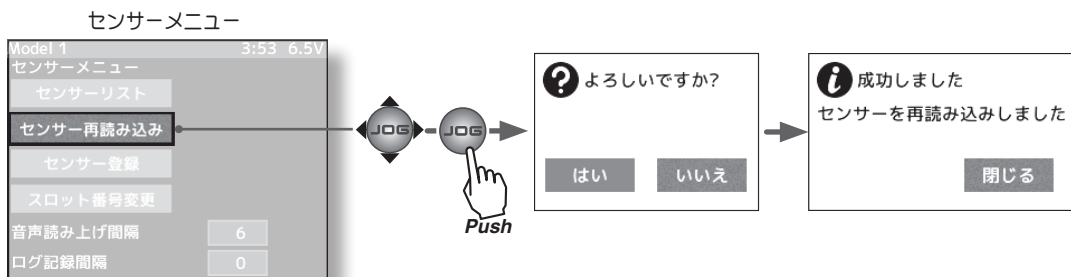 センサーメニュー
Model 1 3:53 6.5V
センサーメニュー
センサーリスト
センサー再読み込み
センサー登録
スロット番号変更
音声読み上げ間隔 6
ログ記録間隔 0
JOG JOG
Push
? よろしいですか?
はい いいえ
i 成功しました
センサーを再読み込みしました
閉じる